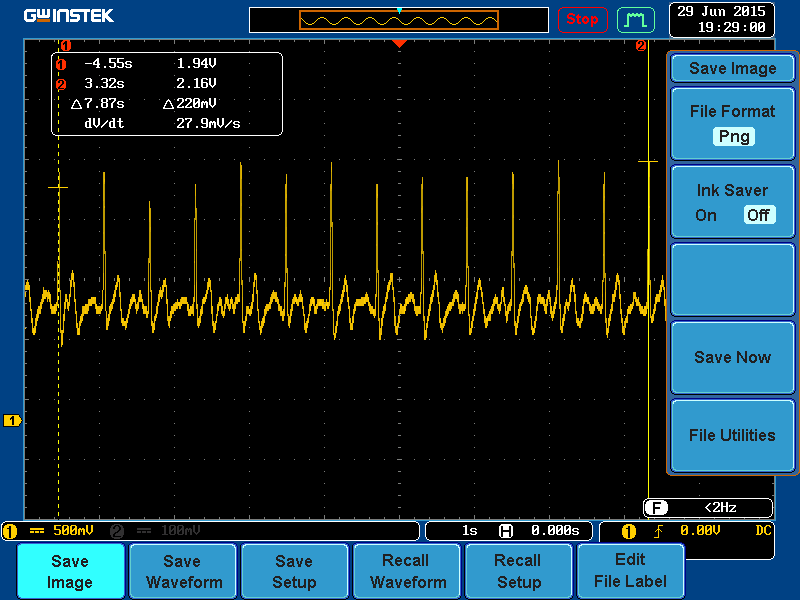 GWINSTEK
Stop
29 Jun 2015
19:29:00
1
2
1 -4.55s 1.94V
2 3.32s 2.16V
△7.87s △220mV
dV/dt 27.9mV/s
Save Image
File Format
Png
Ink Saver
On Off
Save Now
File Utilities
1
F <2Hz
1 500mV 2 100mV 1s H 0.000s 1 0.00V DC
Save Image
Save Waveform
Save Setup
Recall Waveform
Recall Setup
Edit File Label